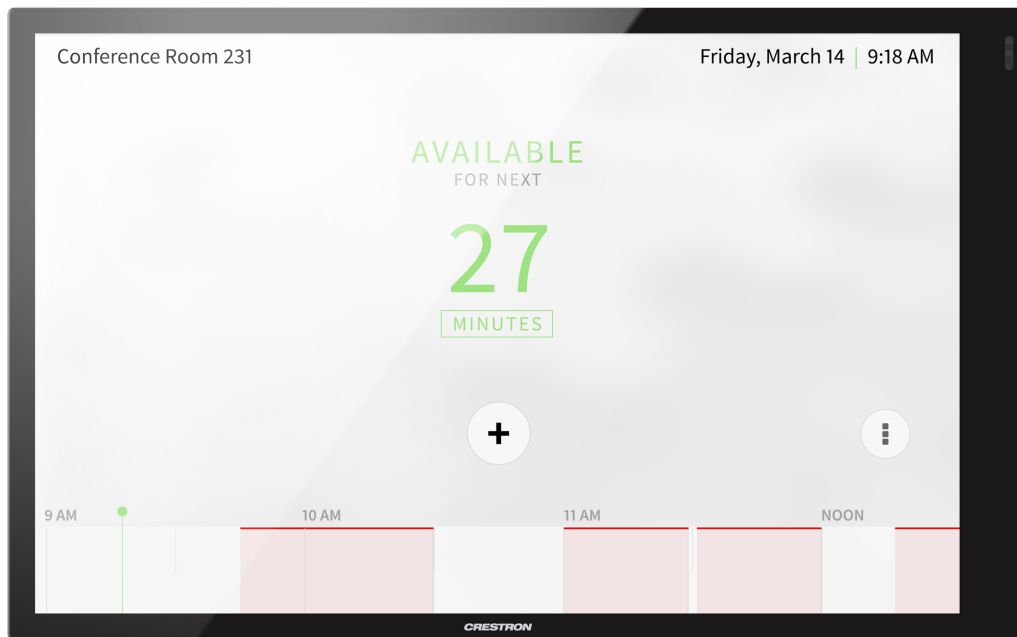 Conference Room 231
Friday, March 14 | 9:18 AM
AVAILABLE
FOR NEXT
27
MINUTES
9 AM
10 AM
11 AM
NOON
CRESTRON